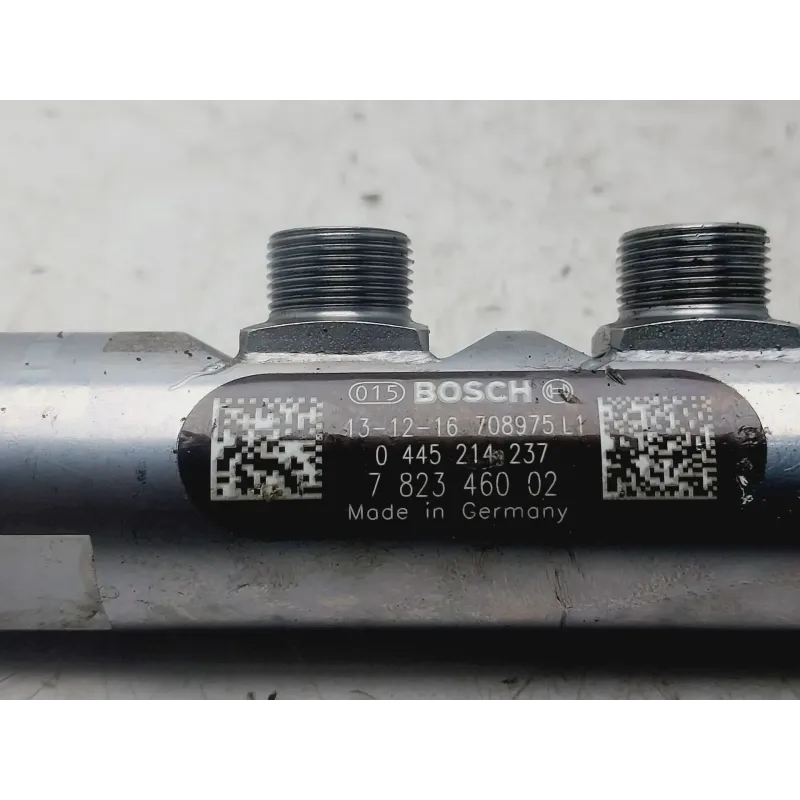 015 BOSCH
13-12-16 708975 L1
0 445 214 237
7 823 460 02
Made in Germany